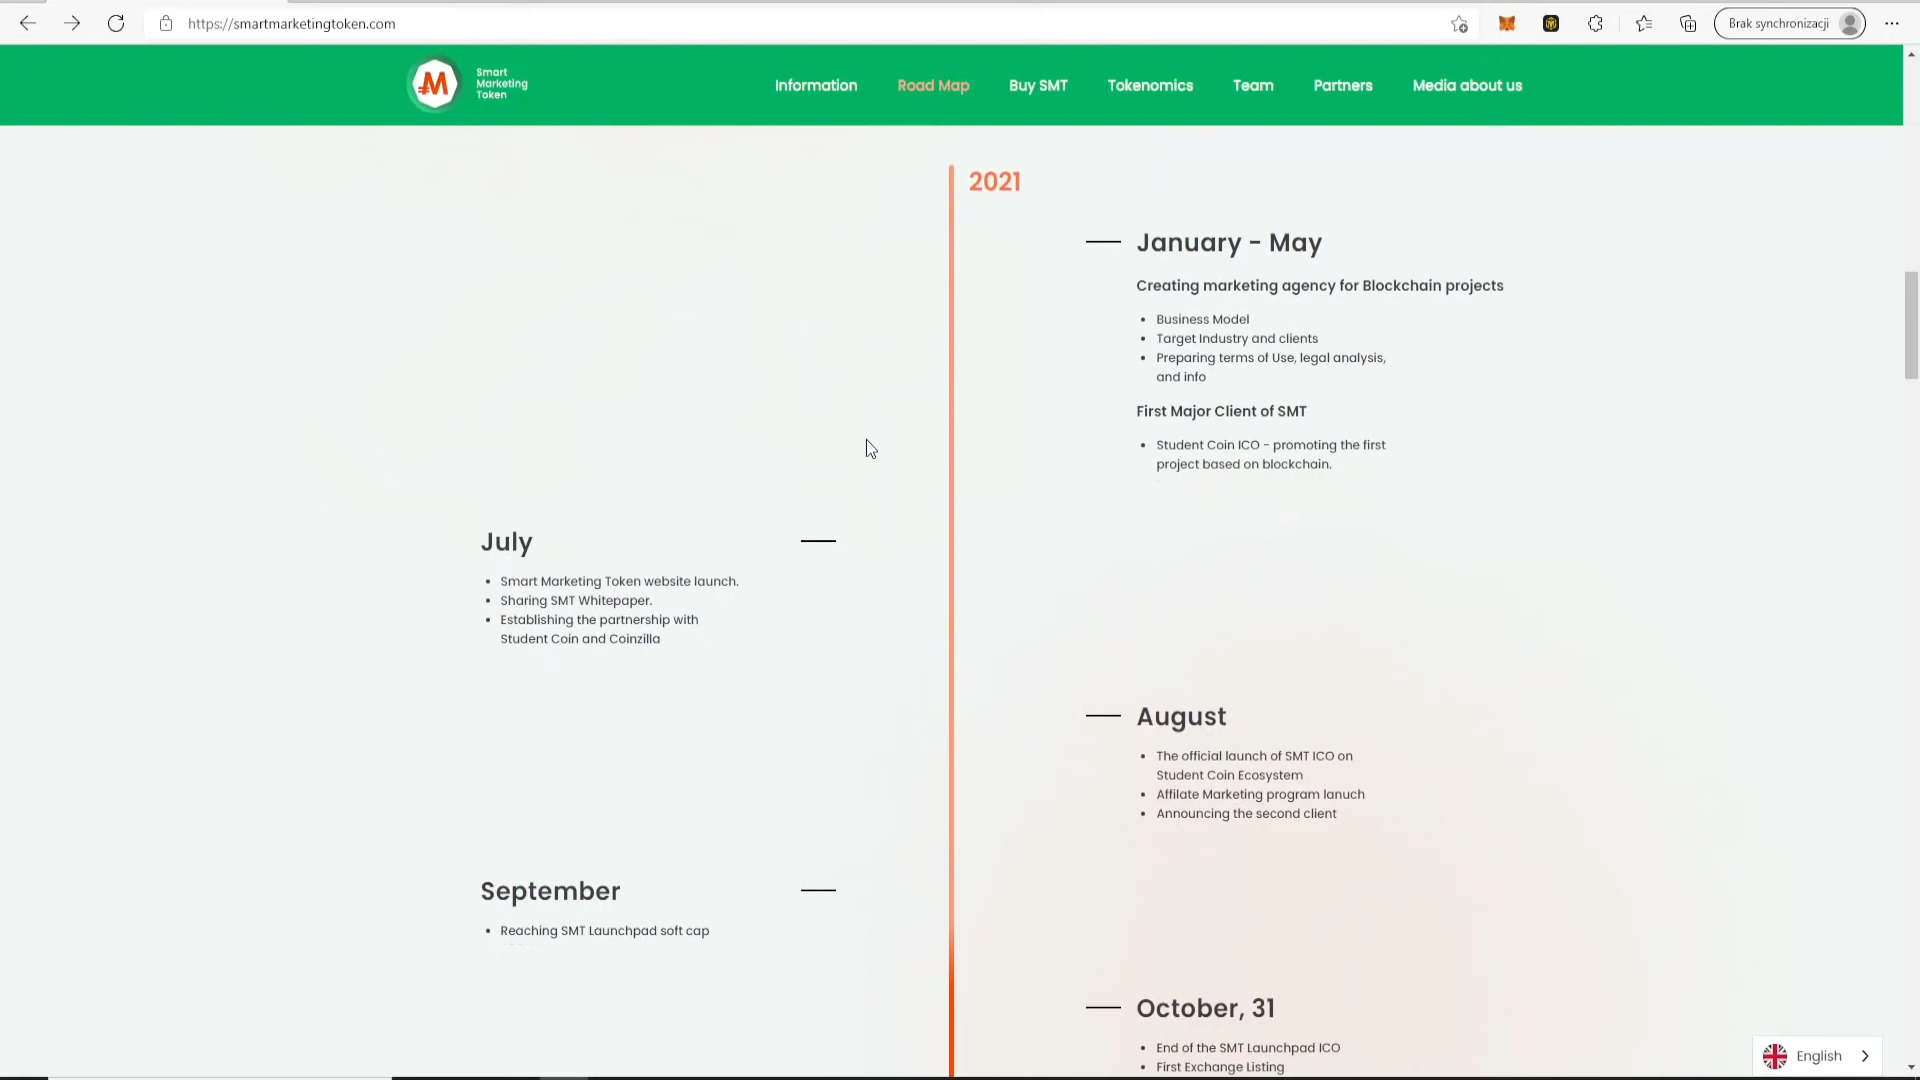 https://smartmarketingtoken.com
Brak synchronizacji
Smart
Marketing
Token
Information
Road Map
Buy SMT
Tokenomics
Team
Partners
Media about us
2021
January - May
Creating marketing agency for Blockchain projects
Business Model
Target Industry and clients
Preparing terms of Use, legal analysis,
and info
First Major Client of SMT
Student Coin ICO - promoting the first
project based on blockchain.
July
Smart Marketing Token website launch.
Sharing SMT Whitepaper.
Establishing the partnership with
Student Coin and Coinzilla
August
The official launch of SMT ICO on
Student Coin Ecosystem
Affilate Marketing program lanuch
Announcing the second client
September
Reaching SMT Launchpad soft cap
October, 31
End of the SMT Launchpad ICO
First Exchange Listing
English